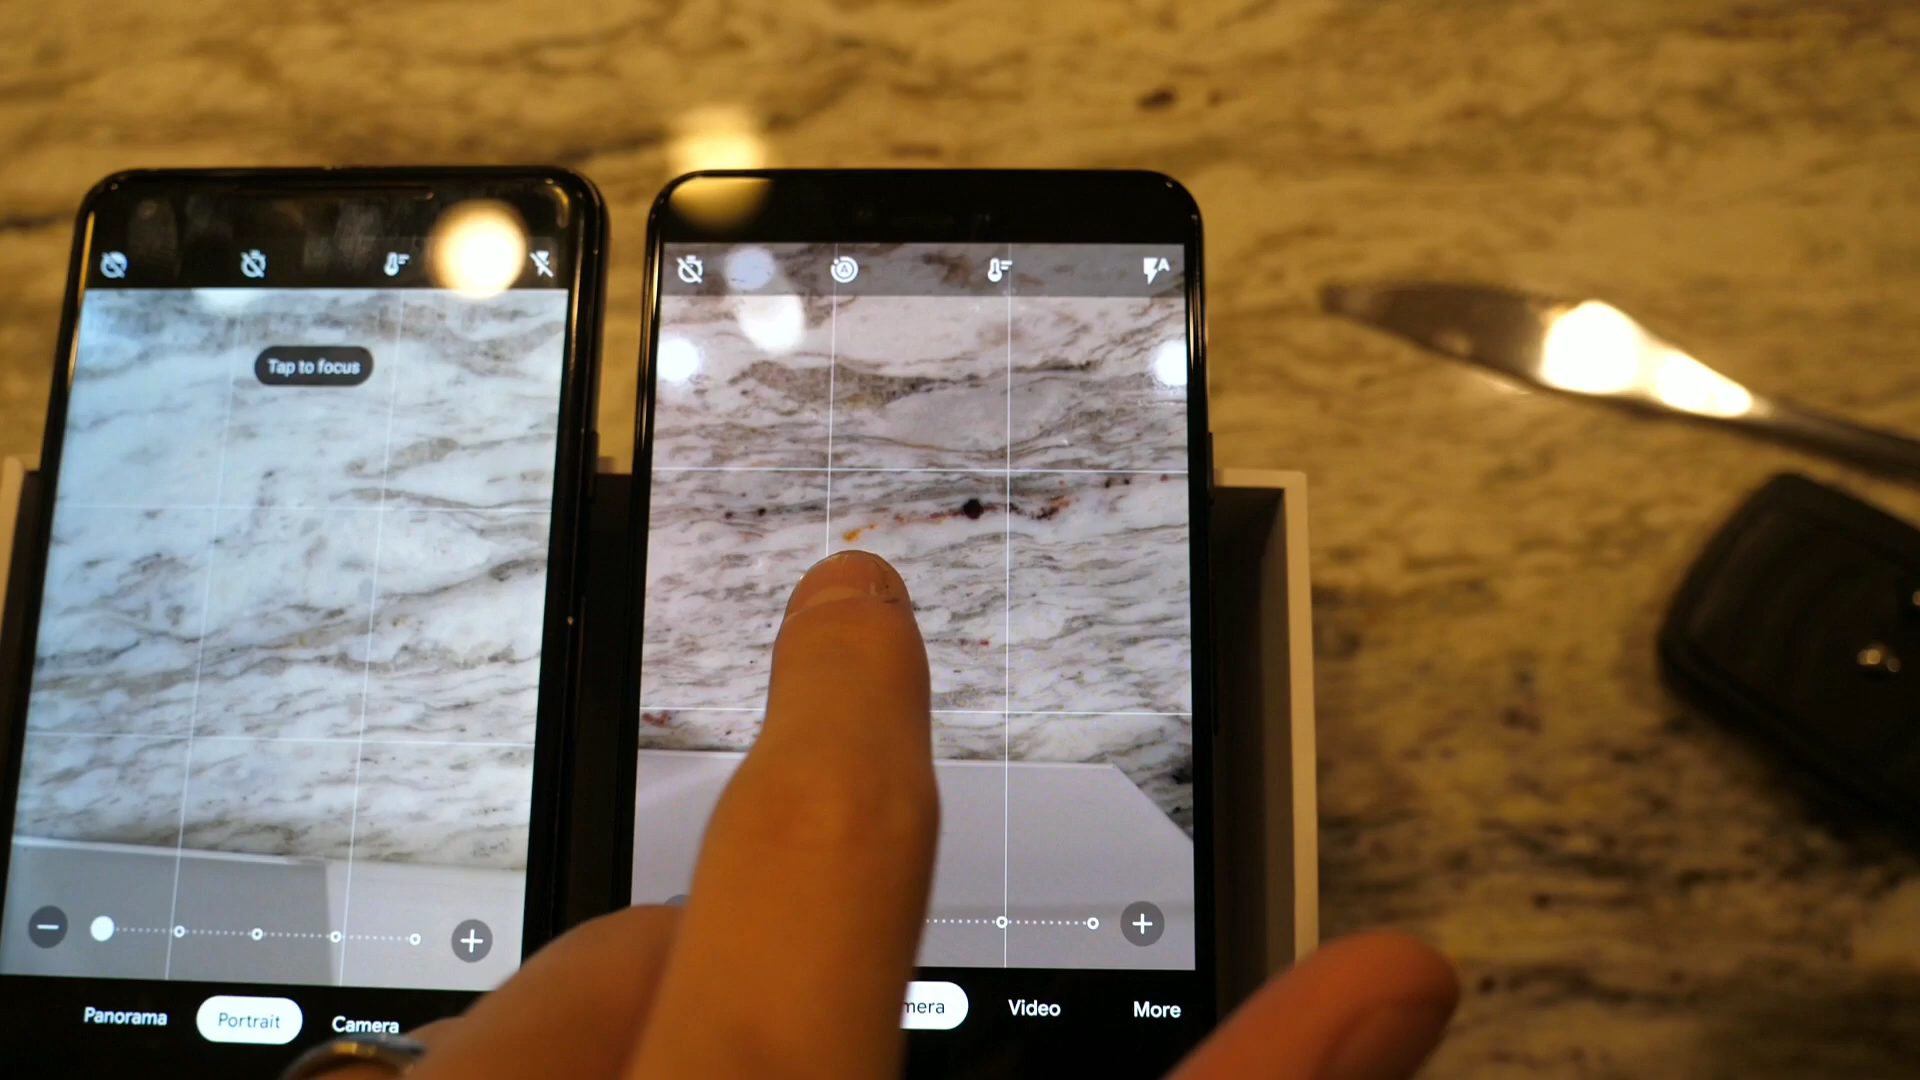 Tap to focus
Panorama
Portrait
Camera
mera
Video
More